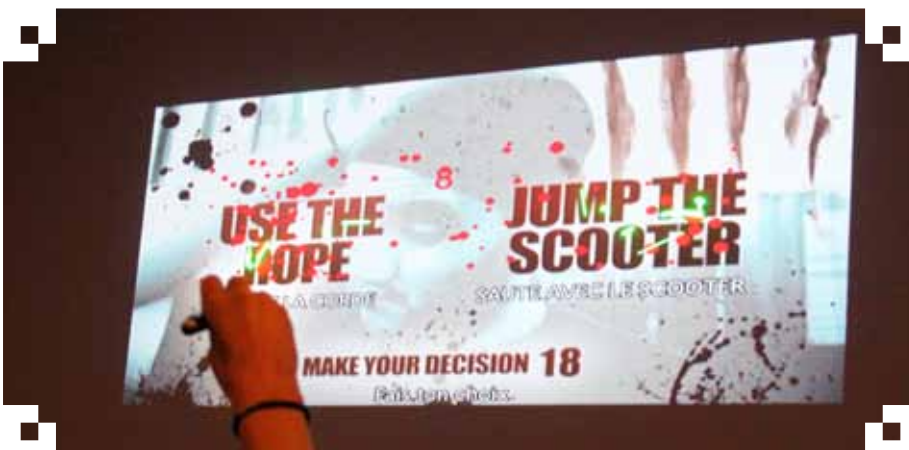 8
USE THE
ROPE
LA CORDE
JUMP THE
SCOOTER
SAUTE AVEC LE SCOOTER
MAKE YOUR DECISION 18
Fais ton choix.